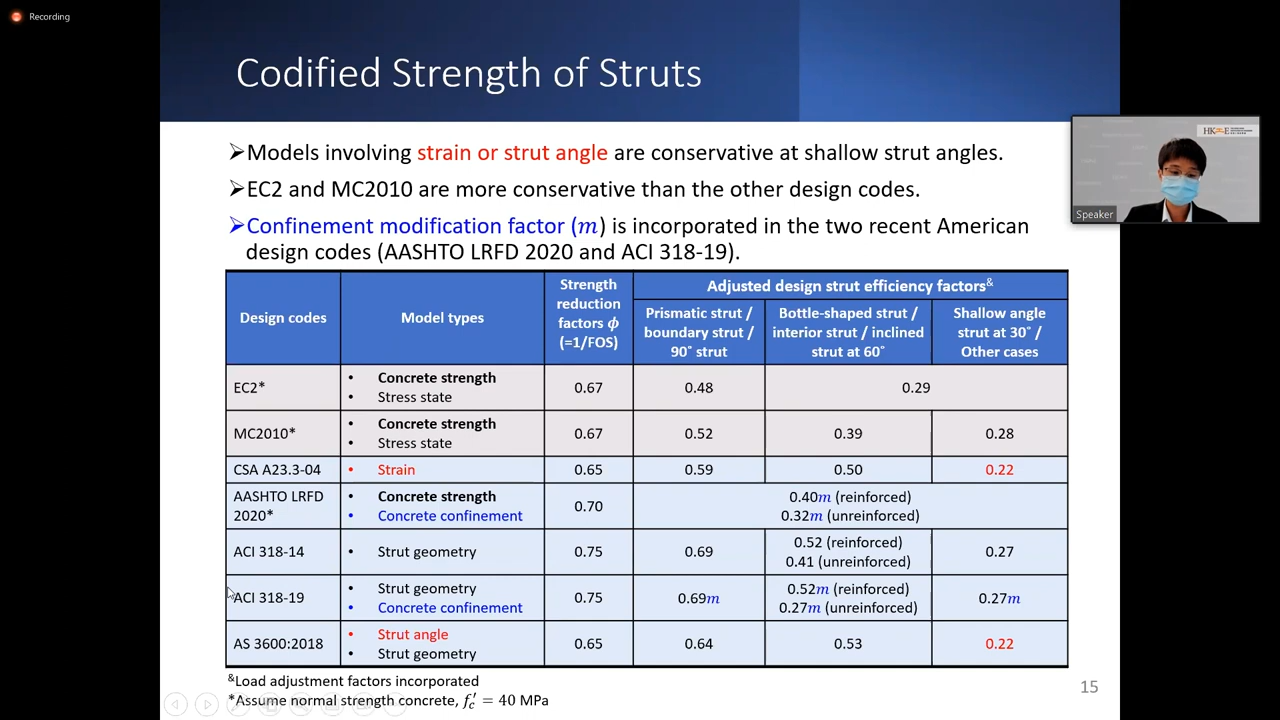 Recording
Codified Strength of Struts
➢Models involving strain or strut angle are conservative at shallow strut angles.
➢EC2 and MC2010 are more conservative than the other design codes.
➢Confinement modification factor (m) is incorporated in the two recent American
design codes (AASHTO LRFD 2020 and ACI 318-19).
Speaker
Design codes
Model types
Strength
reduction
factors ϕ
(=1/FOS)
Adjusted design strut efficiency factors&
Prismatic strut /
boundary strut /
90˚ strut
Bottle-shaped strut /
interior strut / inclined
strut at 60˚
Shallow angle
strut at 30˚ /
Other cases
EC2*
• Concrete strength
• Stress state
0.67
0.48
0.29
MC2010*
• Concrete strength
• Stress state
0.67
0.52
0.39
0.28
CSA A23.3-04
• Strain
0.65
0.59
0.50
0.22
AASHTO LRFD
2020*
• Concrete strength
• Concrete confinement
0.70
0.40m (reinforced)
0.32m (unreinforced)
ACI 318-14
• Strut geometry
0.75
0.69
0.52 (reinforced)
0.41 (unreinforced)
0.27
ACI 318-19
• Strut geometry
• Concrete confinement
0.75
0.69m
0.52m (reinforced)
0.27m (unreinforced)
0.27m
AS 3600:2018
• Strut angle
• Strut geometry
0.65
0.64
0.53
0.22
&Load adjustment factors incorporated
*Assume normal strength concrete, f′c = 40 MPa
15